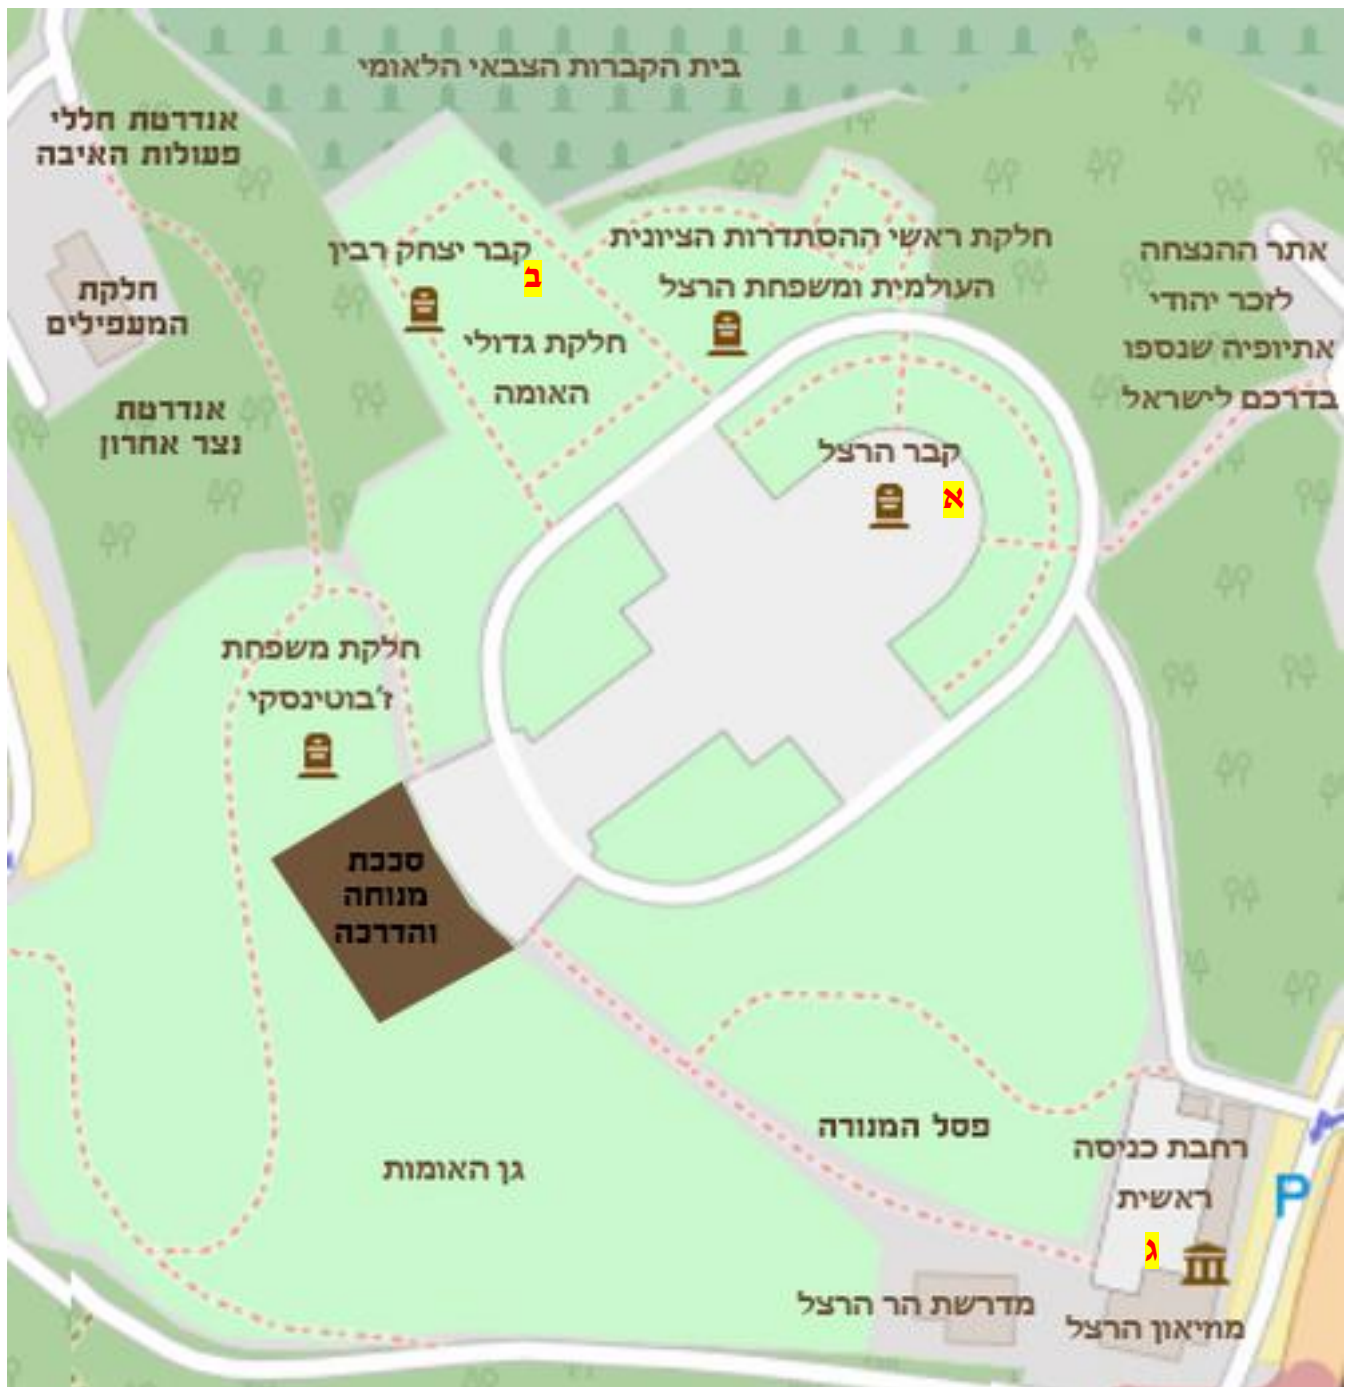 בית הקברות הצבאי הלאומי
אנדרטת חללי
פעולות האיבה
קבר יצחק רבין
ב
חלקת ראשי ההסתדרות הציונית
העולמית ומשפחת הרצל
אתר ההנצחה
לזכר יהודי
אתיופיה שנספו
בדרכם לישראל
חלקת
המעפילים
חלקת גדולי
האומה
אנדרטת
נצר אחרון
קבר הרצל
א
חלקת משפחת
ז'בוטינסקי
סככת
מנוחה
והדרכה
פסל המנורה
רחבת כניסה
ראשית
גן האומות
P
ג
מדרשת הר הרצל
מוזיאון הרצל